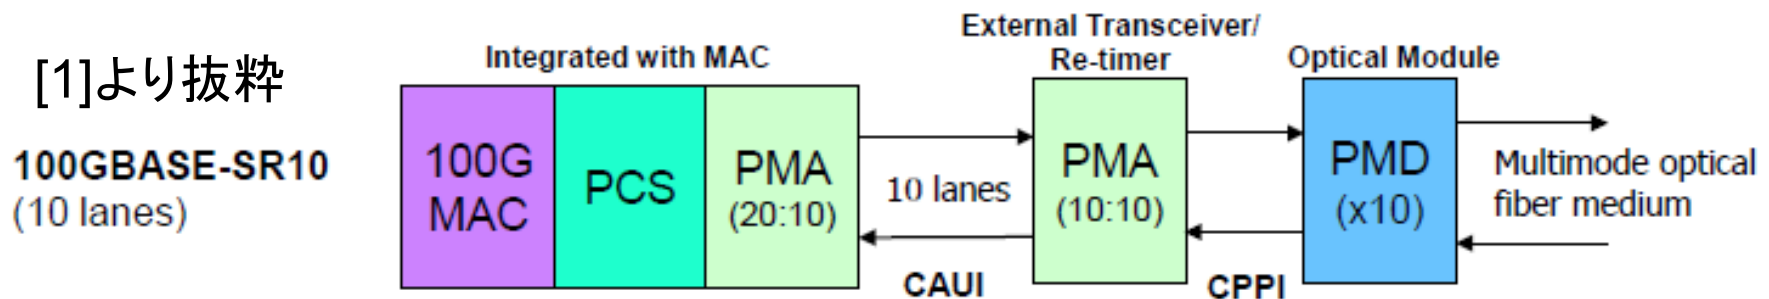 [1]より抜粋
100GBASE-SR10
(10 lanes)
Integrated with MAC
100G
MAC
PCS
PMA
(20:10)
10 lanes
CAUI
External Transceiver/
Re-timer
PMA
(10:10)
CPPI
Optical Module
PMD
(x10)
Multimode optical
fiber medium